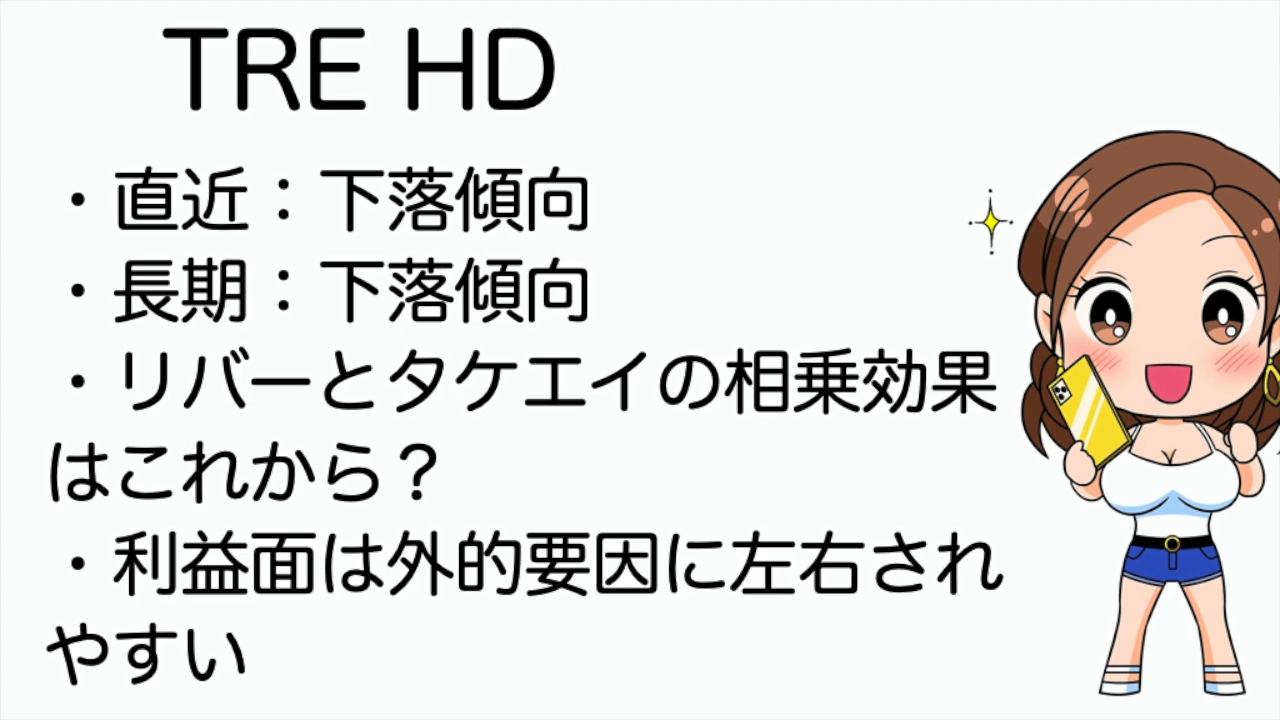 TRE HD
・直近：下落傾向
・長期：下落傾向
・リバーとタケエイの相乗効果
はこれから？
・利益面は外的要因に左右され
やすい